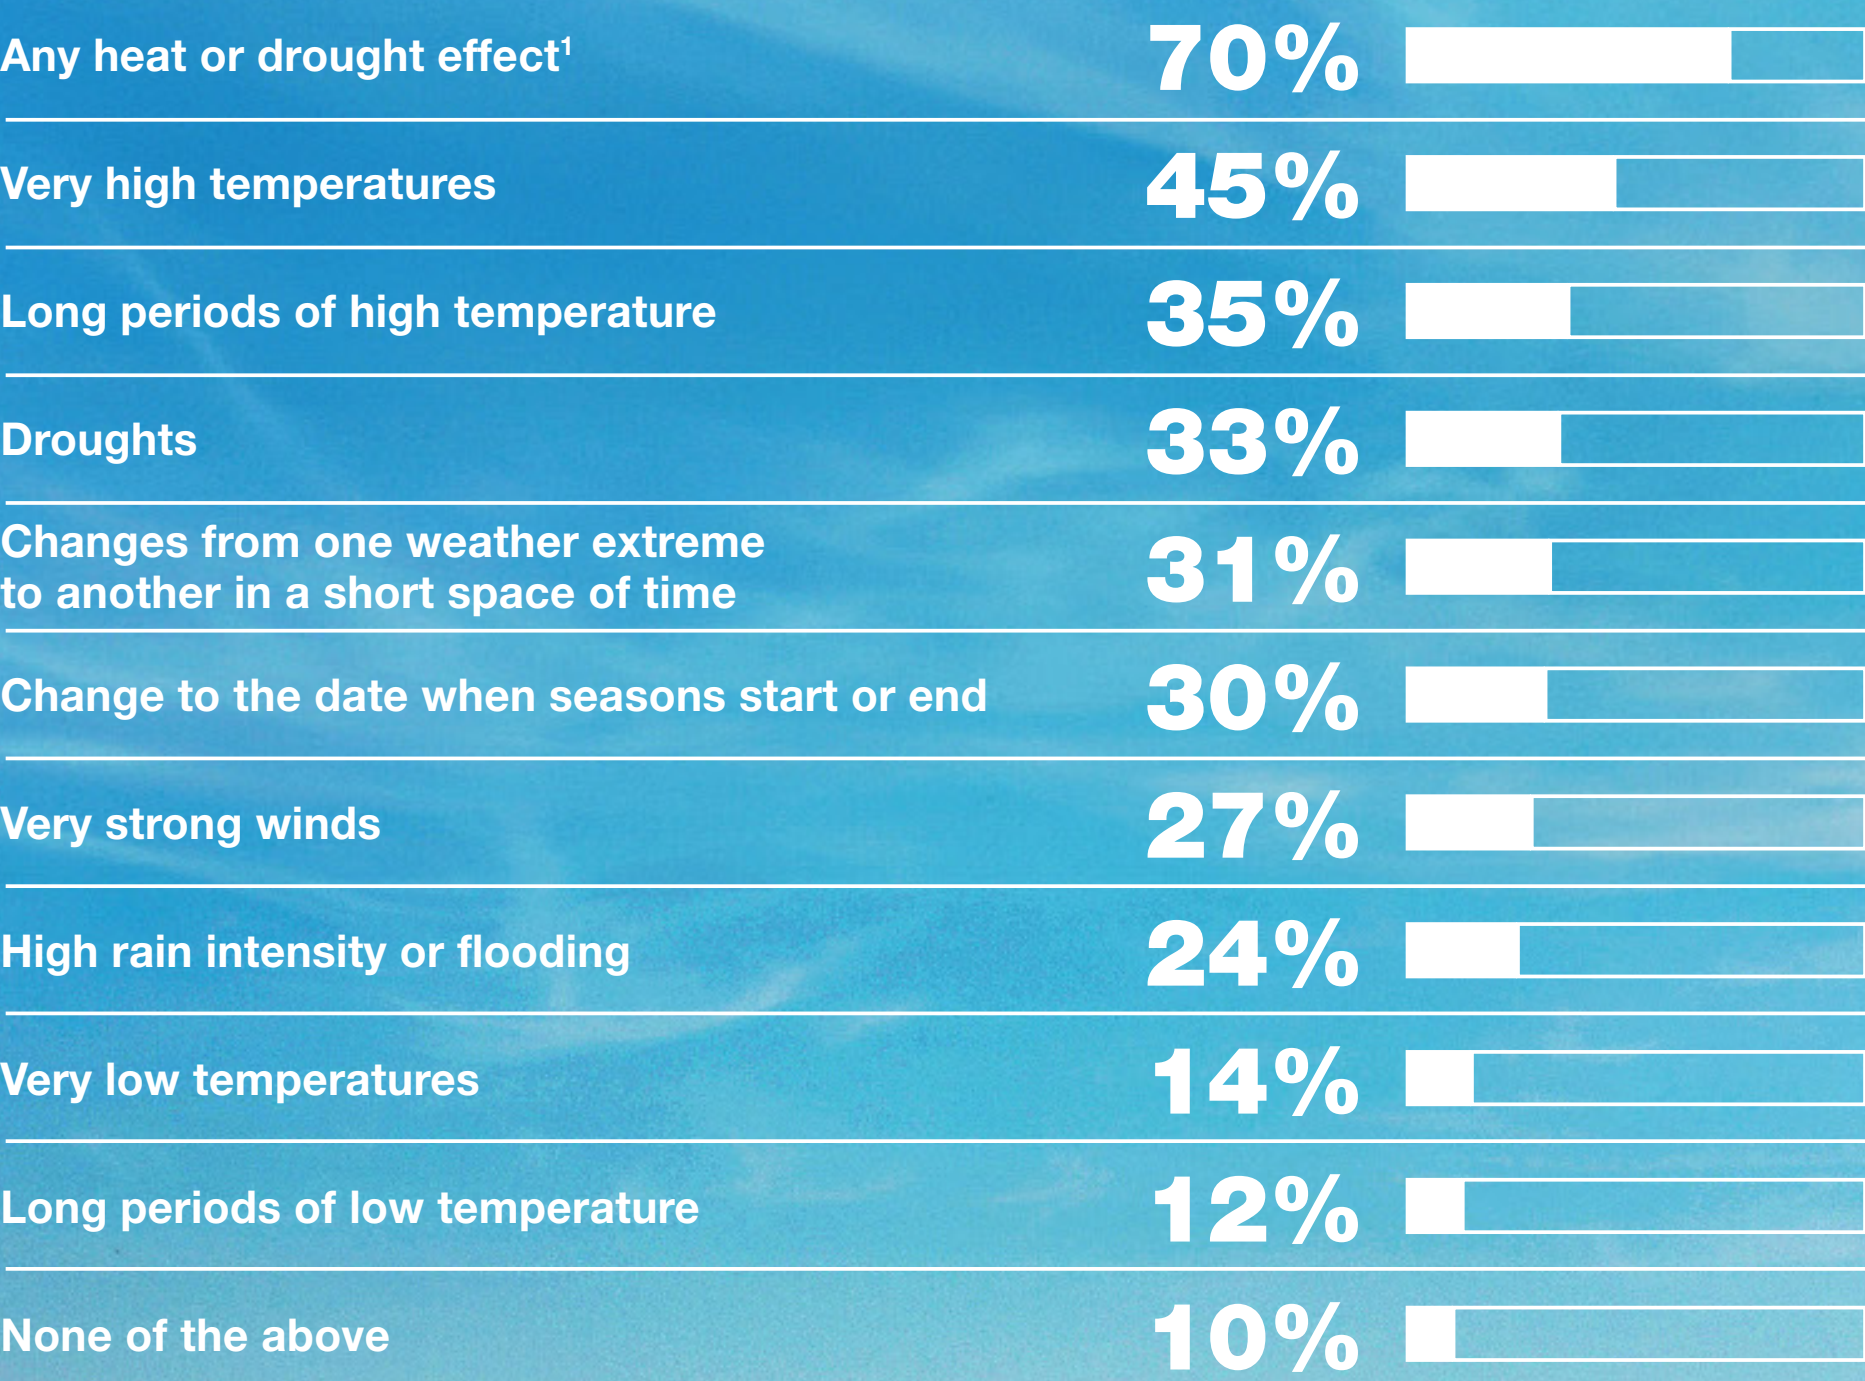 Any heat or drought effect¹ 70%
Very high temperatures 45%
Long periods of high temperature 35%
Droughts 33%
Changes from one weather extreme
to another in a short space of time 31%
Change to the date when seasons start or end 30%
Very strong winds 27%
High rain intensity or flooding 24%
Very low temperatures 14%
Long periods of low temperature 12%
None of the above 10%